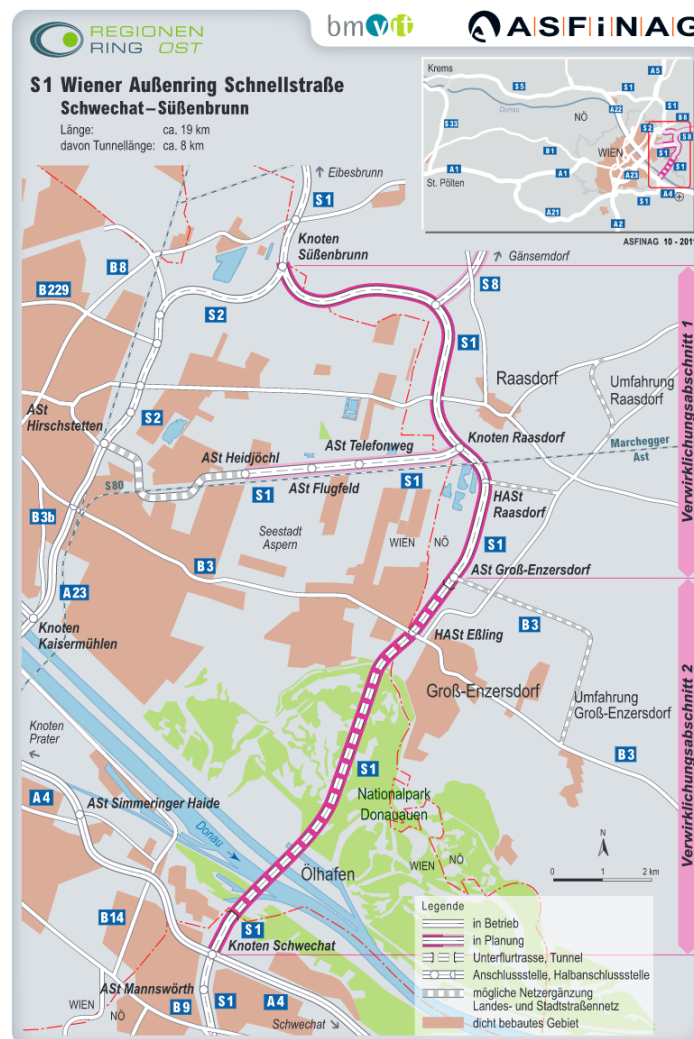 REGIONEN
RING OST
bmvit
ASFiNAG
S1 Wiener Außenring Schnellstraße
Schwechat–Süßenbrunn
Länge: ca. 19 km
davon Tunnellänge: ca. 8 km
Krems
A5
S5
S1
Donau
NÖ
A22
S1
B8
S33
S2
S8
B1
WIEN
S1
A1
A1
A23
S1
St. Pölten
A4
S1
A21
A2
ASFINAG 10 - 201
Eibesbrunn
S1
Knoten
Süßenbrunn
Gänserndorf
B8
S8
B229
S2
S1
Verwirklichungsabschnitt 1
Raasdorf
Umfahrung
Raasdorf
ASt
Hirschstetten
S2
Knoten Raasdorf
ASt Telefonweg
Marchegger
Ast
ASt Heidjöchl
S80
S1
ASt Flugfeld
S1
HASt
Raasdorf
B3b
Seestadt
Aspern
WIEN
NÖ
S1
B3
ASt Groß-Enzersdorf
A23
B3
Knoten
Kaisermühlen
HASt Eßling
Groß-Enzersdorf
Umfahrung
Groß-Enzersdorf
Verwirklichungsabschnitt 2
Knoten
Prater
B3
S1
Nationalpark
Donauauen
A4
ASt Simmeringer Haide
Donau
N
WIEN
NÖ
Ölhafen
0 1 2 km
B14
S1
Knoten Schwechat
ASt Mannswörth
WIEN
NÖ
B9
S1
A4
Schwechat
Legende
in Betrieb
in Planung
Unterflurtrasse, Tunnel
Anschlussstelle, Halbanschlussstelle
mögliche Netzergänzung
Landes- und Stadtstraßennetz
dicht bebautes Gebiet